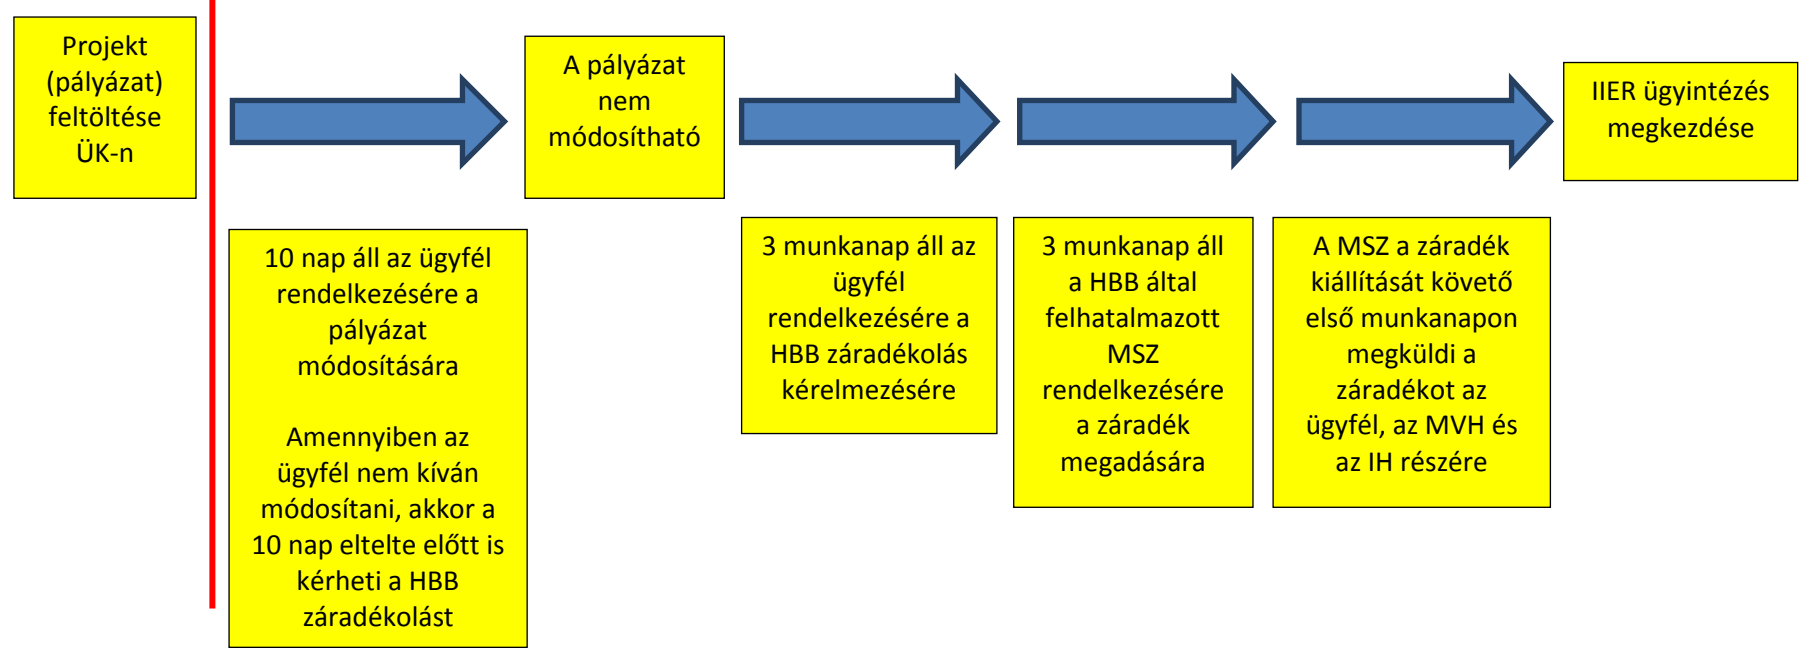 Projekt
(pályázat)
feltöltése
ÜK-n
A pályázat
nem
módosítható
IIER ügyintézés
megkezdése
10 nap áll az ügyfél
rendelkezésére a
pályázat
módosítására
Amennyiben az
ügyfél nem kíván
módosítani, akkor a
10 nap eltelte előtt is
kérheti a HBB
záradékolást
3 munkanap áll az
ügyfél
rendelkezésére a
HBB záradékolás
kérelmezésére
3 munkanap áll
a HBB által
felhatalmazott
MSZ
rendelkezésére
a záradék
megadására
A MSZ a záradék
kiállítását követő
első munkanapon
megküldi a
záradékot az
ügyfél, az MVH és
az IH részére